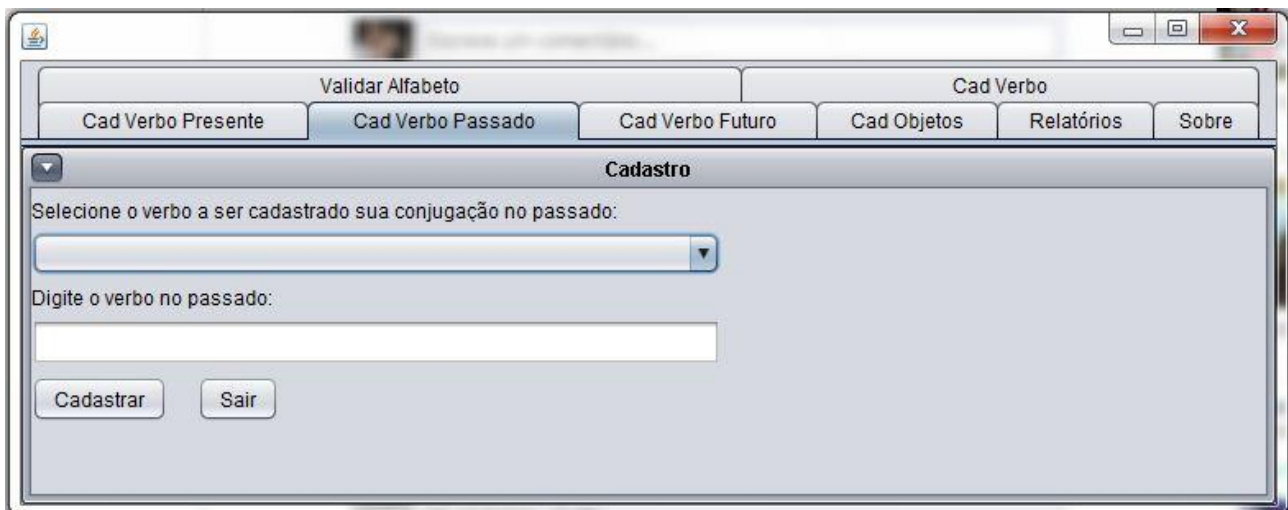 Validar Alfabeto Cad Verbo
Cad Verbo Presente Cad Verbo Passado Cad Verbo Futuro Cad Objetos Relatórios Sobre
Cadastro
Selecione o verbo a ser cadastrado sua conjugação no passado:
Digite o verbo no passado:
Cadastrar Sair